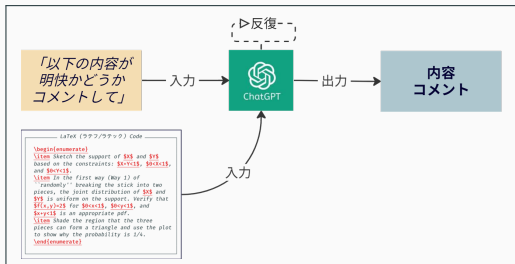 ▷反復
「以下の内容が
明快かどうか
コメントして」
入力
ChatGPT
出力
内容
コメント
入力
LaTeX (ラテフ/ラテック) Code
\begin{enumerate}
\item Sketch the support of $X$ and $Y$
based on the constraints: $X+Y<1$, $0<X<1$,
and $0<Y<1$.
\item In the first way (Way 1) of
``randomly'' breaking the stick into two
pieces, the joint distribution of $X$ and
$Y$ is uniform on the support. Verify that
$f(x,y)=2$ for $0<x<1$, $0<y<1$, and
$x+y<1$ is an appropriate pdf.
\item Shade the region that the three
pieces can form a triangle and use the plot
to show why the probability is 1/4.
\end{enumerate}